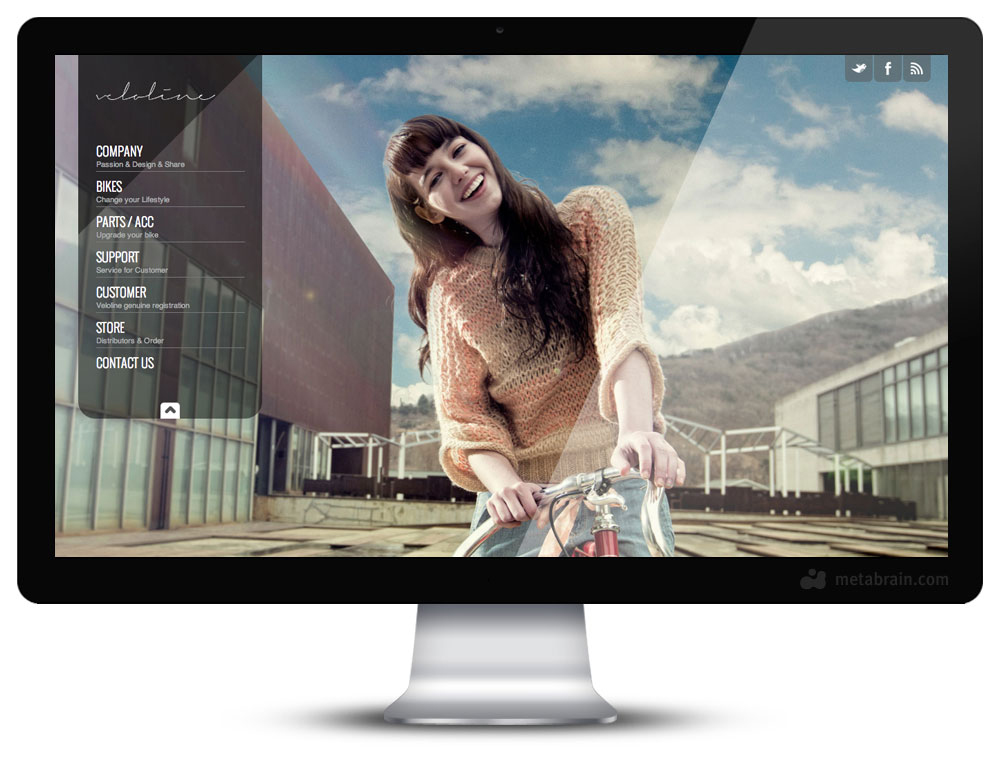 veloline
COMPANY
Passion & Design & Share
BIKES
Change your Lifestyle
PARTS / ACC
Upgrade your bike
SUPPORT
Service for Customer
CUSTOMER
Veloline genuine registration
STORE
Distributors & Order
CONTACT US
metabrain.com